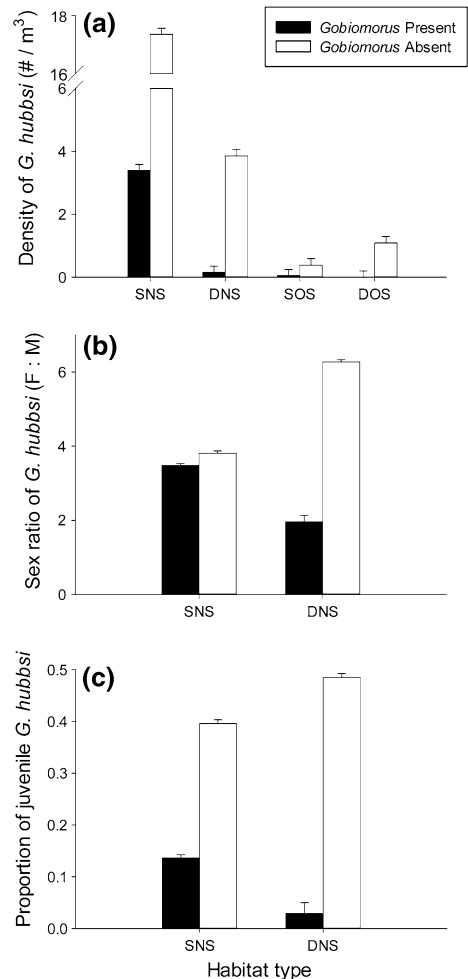 (a)
Gobiomorus Present
Gobiomorus Absent
Density of G. hubbsi (# / m³)
18
16
6
4
2
0
SNS DNS SOS DOS
(b)
Sex ratio of G. hubbsi (F : M)
6
4
2
0
SNS DNS
(c)
Proportion of juvenile G. hubbsi
0.5
0.4
0.3
0.2
0.1
0.0
SNS DNS
Habitat type